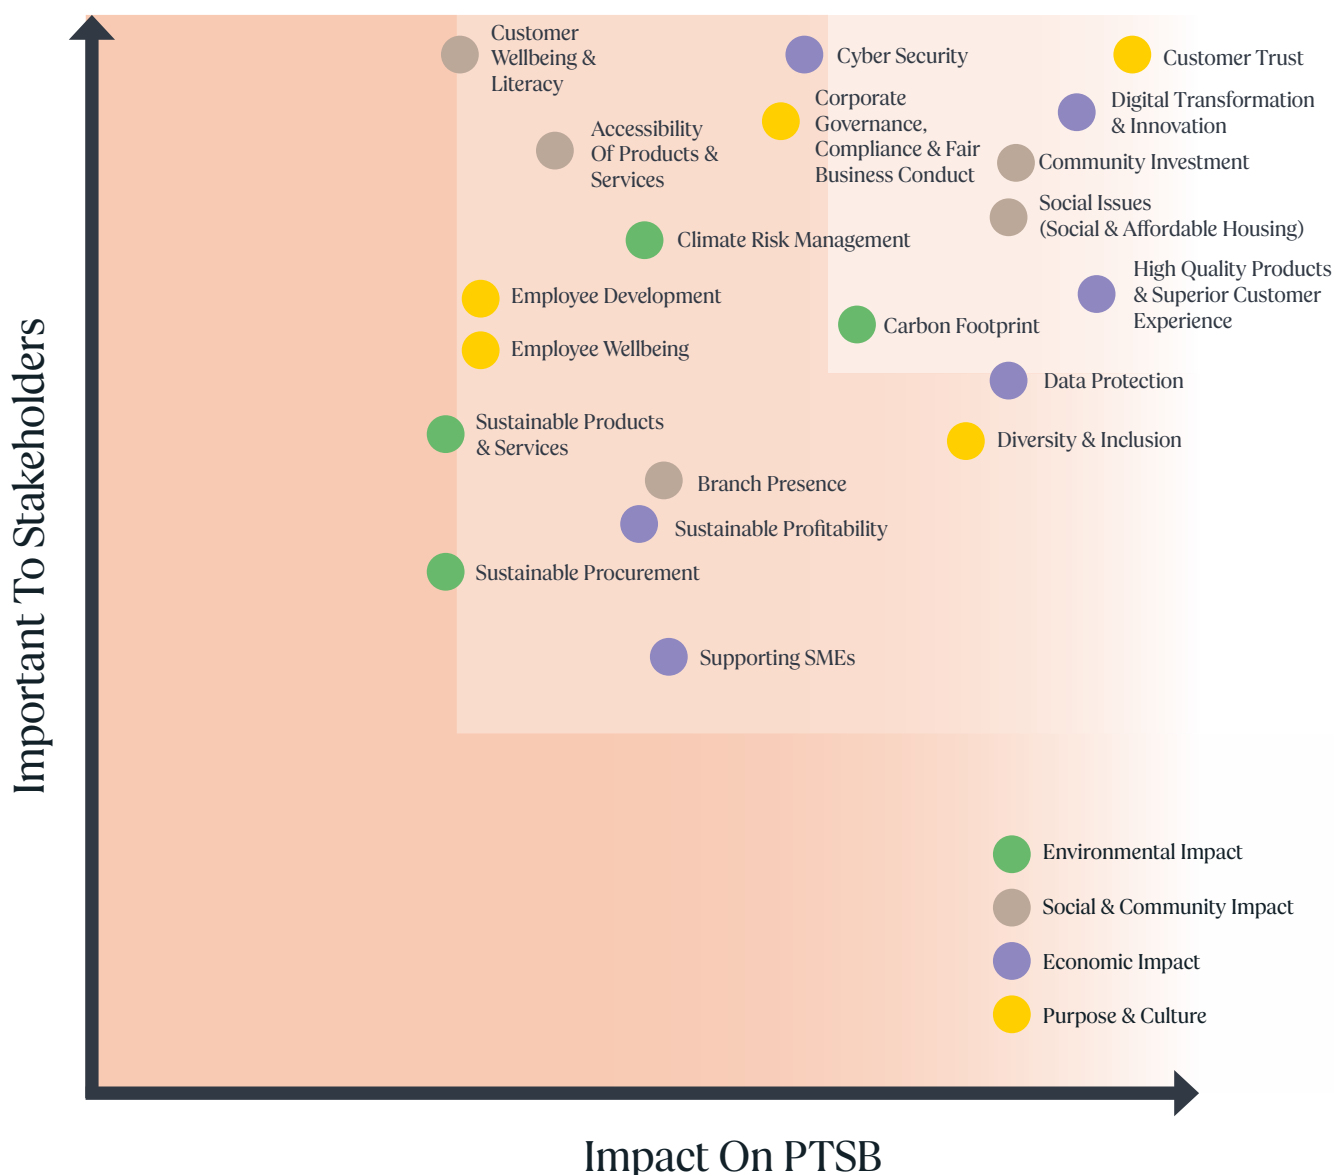 Customer
Wellbeing &
Literacy
Cyber Security
Customer Trust
Digital Transformation
& Innovation
Corporate
Governance,
Compliance & Fair
Business Conduct
Accessibility
Of Products &
Services
Community Investment
Social Issues
(Social & Affordable Housing)
Climate Risk Management
High Quality Products
& Superior Customer
Experience
Employee Development
Carbon Footprint
Employee Wellbeing
Data Protection
Sustainable Products
& Services
Diversity & Inclusion
Branch Presence
Sustainable Profitability
Sustainable Procurement
Supporting SMEs
Important To Stakeholders
Environmental Impact
Social & Community Impact
Economic Impact
Purpose & Culture
Impact On PTSB